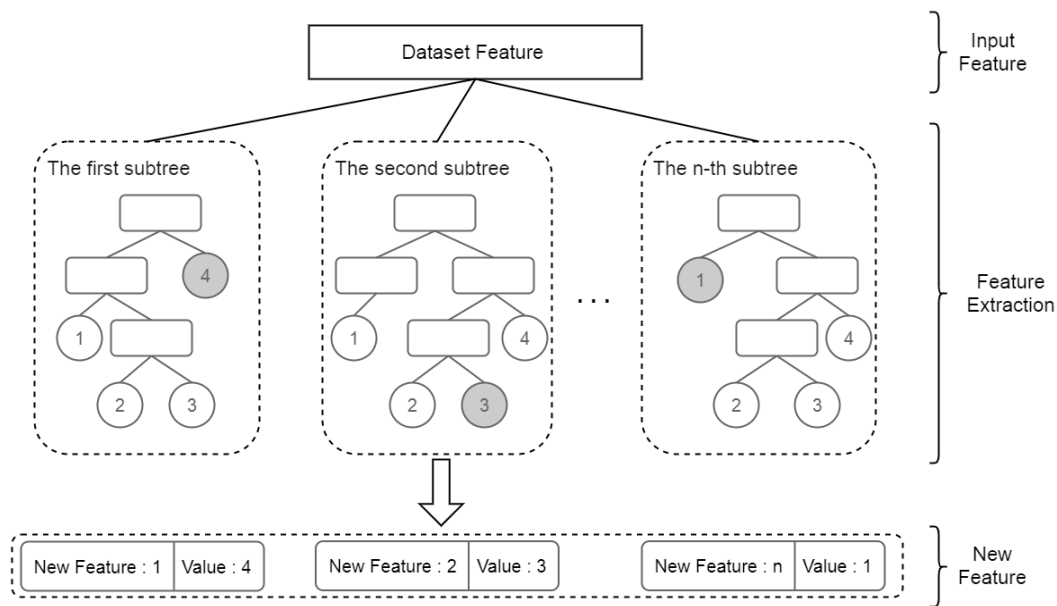 Dataset Feature
Input
Feature
The first subtree
The second subtree
The n-th subtree
4
1
2
3
1
4
2
3
...
1
4
2
3
Feature
Extraction
New Feature : 1
Value : 4
New Feature : 2
Value : 3
New Feature : n
Value : 1
New
Feature